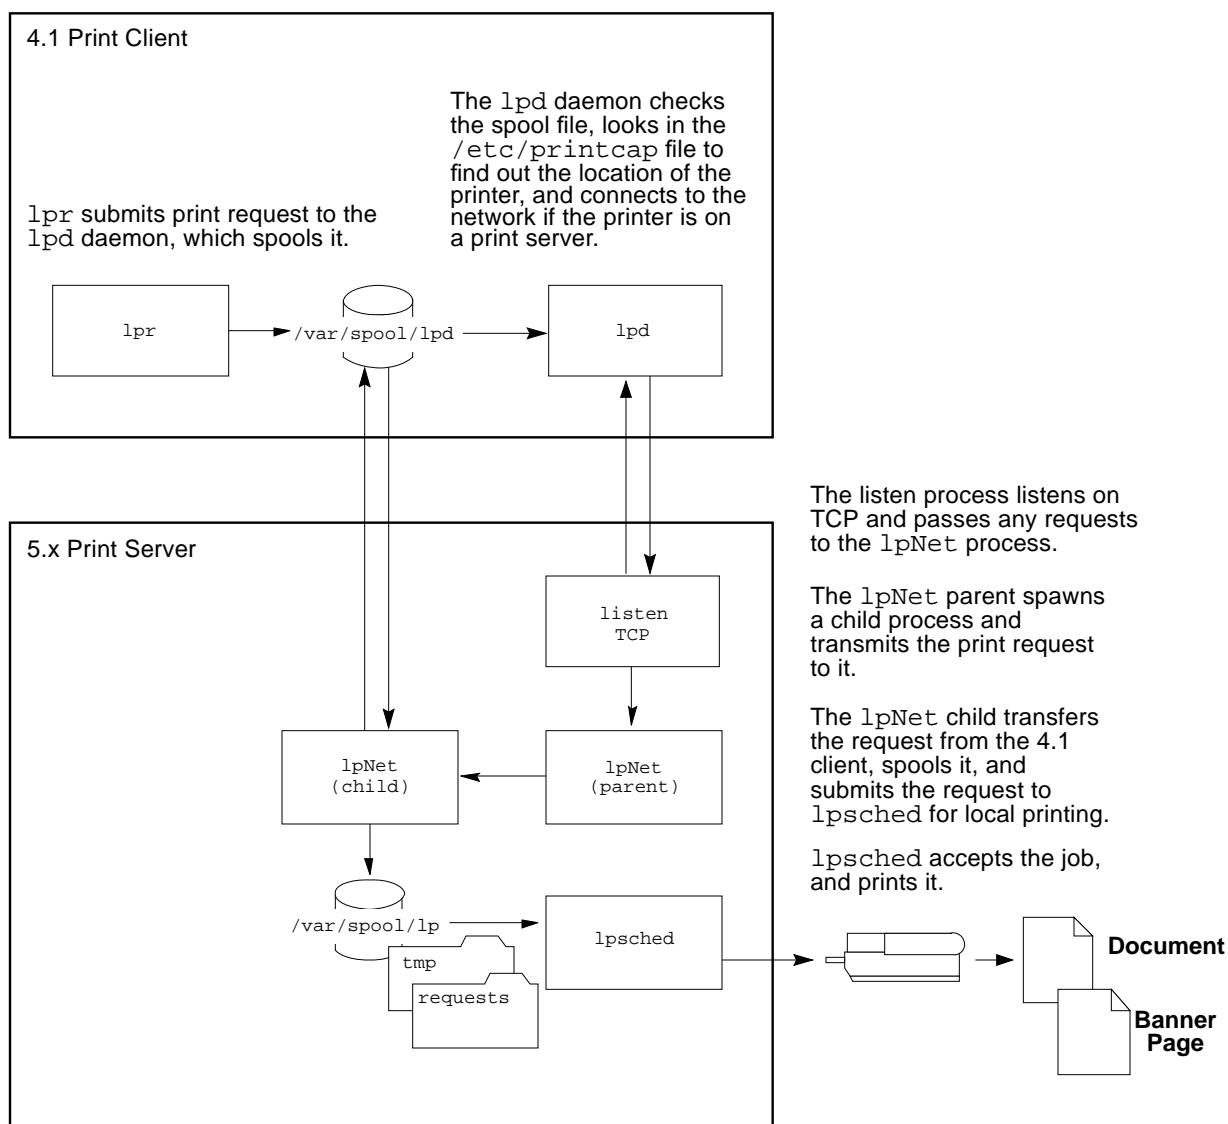 4.1 Print Client
The lpd daemon checks
the spool file, looks in the
/etc/printcap file to
find out the location of the
printer, and connects to the
network if the printer is on
a print server.
lpr submits print request to the
lpd daemon, which spools it.
lpr
/var/spool/lpd
lpd
The listen process listens on
TCP and passes any requests
to the lpNet process.
5.x Print Server
listen
TCP
The lpNet parent spawns
a child process and
transmits the print request
to it.
The lpNet child transfers
the request from the 4.1
client, spools it, and
submits the request to
lpsched for local printing.
lpNet
(child)
lpNet
(parent)
lpsched accepts the job,
and prints it.
/var/spool/lp
tmp
requests
lpsched
Document
Banner
Page